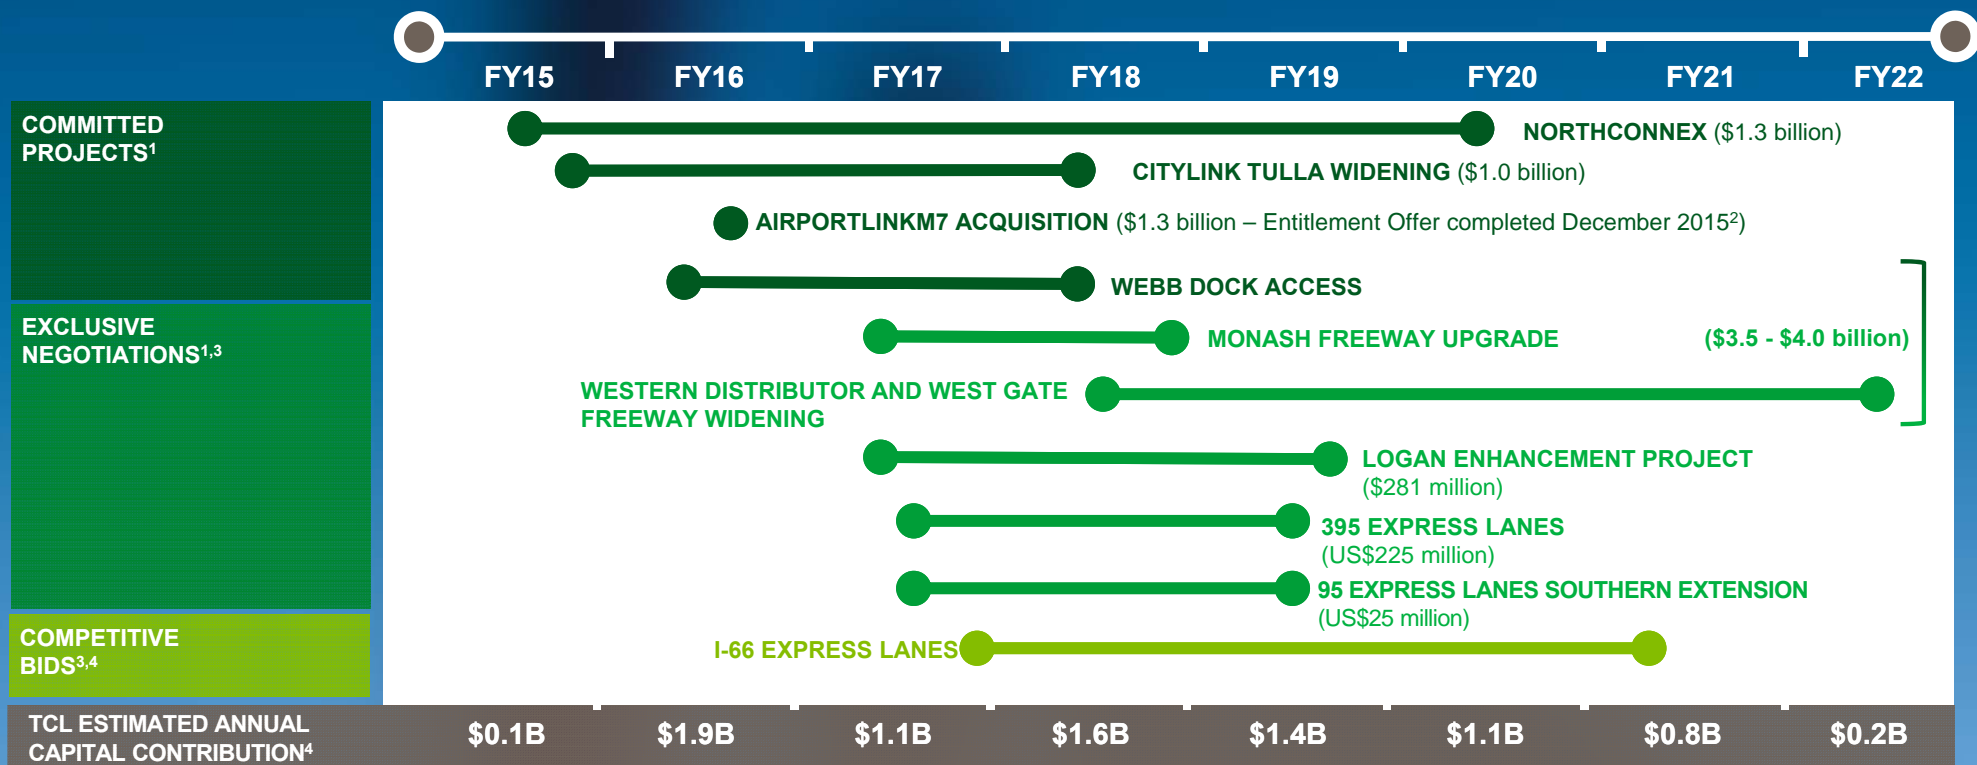 FY15 FY16 FY17 FY18 FY19 FY20 FY21 FY22
COMMITTED
PROJECTS¹
NORTHCONNEX ($1.3 billion)
CITYLINK TULLA WIDENING ($1.0 billion)
AIRPORTLINKM7 ACQUISITION ($1.3 billion – Entitlement Offer completed December 2015²)
WEBB DOCK ACCESS
EXCLUSIVE
NEGOTIATIONS¹,³
MONASH FREEWAY UPGRADE ($3.5 - $4.0 billion)
WESTERN DISTRIBUTOR AND WEST GATE
FREEWAY WIDENING
LOGAN ENHANCEMENT PROJECT
($281 million)
395 EXPRESS LANES
(US$225 million)
95 EXPRESS LANES SOUTHERN EXTENSION
(US$25 million)
COMPETITIVE
BIDS³,⁴
I-66 EXPRESS LANES
TCL ESTIMATED ANNUAL
CAPITAL CONTRIBUTION⁴
$0.1B $1.9B $1.1B $1.6B $1.4B $1.1B $0.8B $0.2B